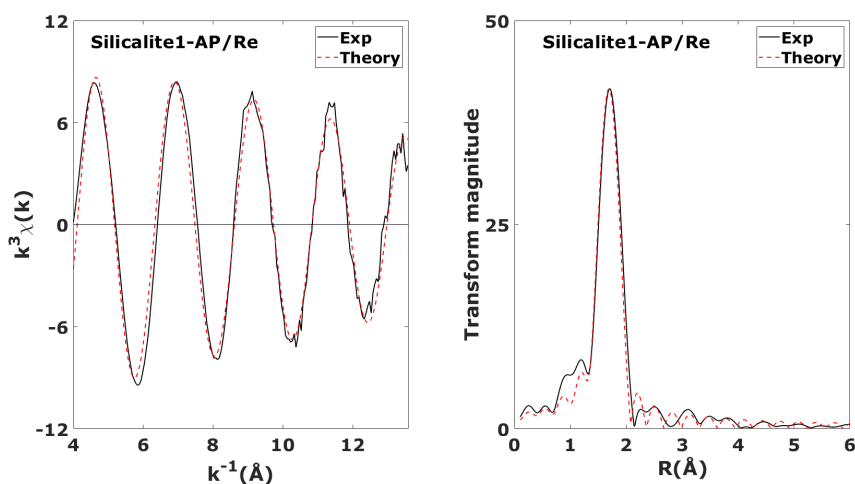 Silicalite1-AP/Re
Exp
Theory
12
6
0
-6
-12
k³χ(k)
4 6 8 10 12
k⁻¹(Å)
Silicalite1-AP/Re
Exp
Theory
50
25
0
Transform magnitude
0 1 2 3 4 5 6
R(Å)